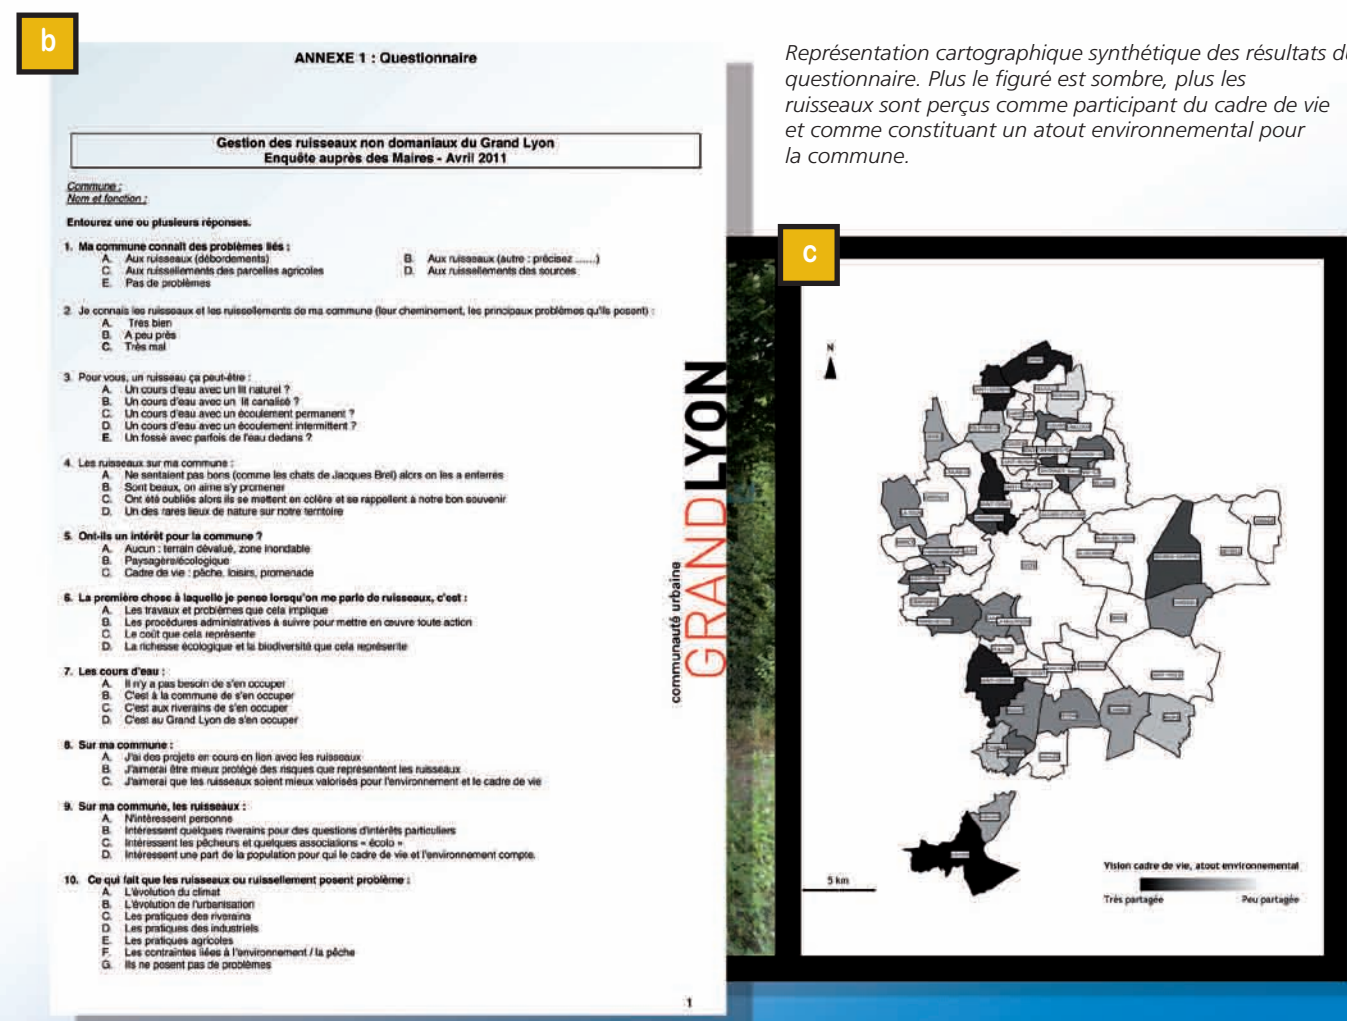 b
ANNEXE 1 : Questionnaire
Gestion des ruisseaux non domaniaux du Grand Lyon
Enquête auprès des Maires - Avril 2011
Commune :
Nom et fonction :
Entourez une ou plusieurs réponses.
1. Ma commune connaît des problèmes liés :
A. Aux ruisseaux (débordements)
B. Aux ruisseaux (autre : précisez ......)
C. Aux ruissellements des parcelles agricoles
D. Aux ruissellements des sources
E. Pas de problèmes
2. Je connais les ruisseaux et les ruissellements de ma commune (leur cheminement, les principaux problèmes qu'ils posent) :
A. Très bien
B. A peu près
C. Très mal
3. Pour vous, un ruisseau ça peut-être :
A. Un cours d'eau avec un lit naturel ?
B. Un cours d'eau avec un lit canalisé ?
C. Un cours d'eau avec un écoulement permanent ?
D. Un cours d'eau avec un écoulement intermittent ?
E. Un fossé avec parfois de l'eau dedans ?
4. Les ruisseaux sur ma commune :
A. Ne sentaient pas bons (comme les chats de Jacques Brel) alors on les a enterrés
B. Sont beaux, on aime s'y promener
C. Ont été oubliés alors ils se mettent en colère et se rappellent à notre bon souvenir
D. Un des rares lieux de nature sur notre territoire
5. Ont-ils un intérêt pour la commune ?
A. Aucun : terrain dévalué, zone inondable
B. Paysagère/écologique
C. Cadre de vie : pêche, loisirs, promenade
6. La première chose à laquelle je pense lorsqu'on me parle de ruisseaux, c'est :
A. Les travaux et problèmes que cela implique
B. Les procédures administratives à suivre pour mettre en œuvre toute action
C. Le coût que cela représente
D. La richesse écologique et la biodiversité que cela représente
7. Les cours d'eau :
A. Il n'y a pas besoin de s'en occuper
B. C'est à la commune de s'en occuper
C. C'est aux riverains de s'en occuper
D. C'est au Grand Lyon de s'en occuper
8. Sur ma commune :
A. J'ai des projets en cours en lien avec les ruisseaux
B. J'aimerai être mieux protégé des risques que représentent les ruisseaux
C. J'aimerai que les ruisseaux soient mieux valorisés pour l'environnement et le cadre de vie
9. Sur ma commune, les ruisseaux :
A. N'intéressent personne
B. Intéressent quelques riverains pour des questions d'intérêts particuliers
C. Intéressent les pêcheurs et quelques associations « écolo »
D. Intéressent une part de la population pour qui le cadre de vie et l'environnement compte.
10. Ce qui fait que les ruisseaux ou ruissellement posent problème :
A. L'évolution du climat
B. L'évolution de l'urbanisation
C. Les pratiques des riverains
D. Les pratiques des industriels
E. Les pratiques agricoles
F. Les contraintes liées à l'environnement / la pêche
G. Ils ne posent pas de problèmes
1
communauté urbaine
GRANDLYON
Représentation cartographique synthétique des résultats du
questionnaire. Plus le figuré est sombre, plus les
ruisseaux sont perçus comme participant du cadre de vie
et comme constituant un atout environnemental pour
la commune.
c
N
5 km
Vision cadre de vie, atout environnemental
Très partagée
Peu partagée